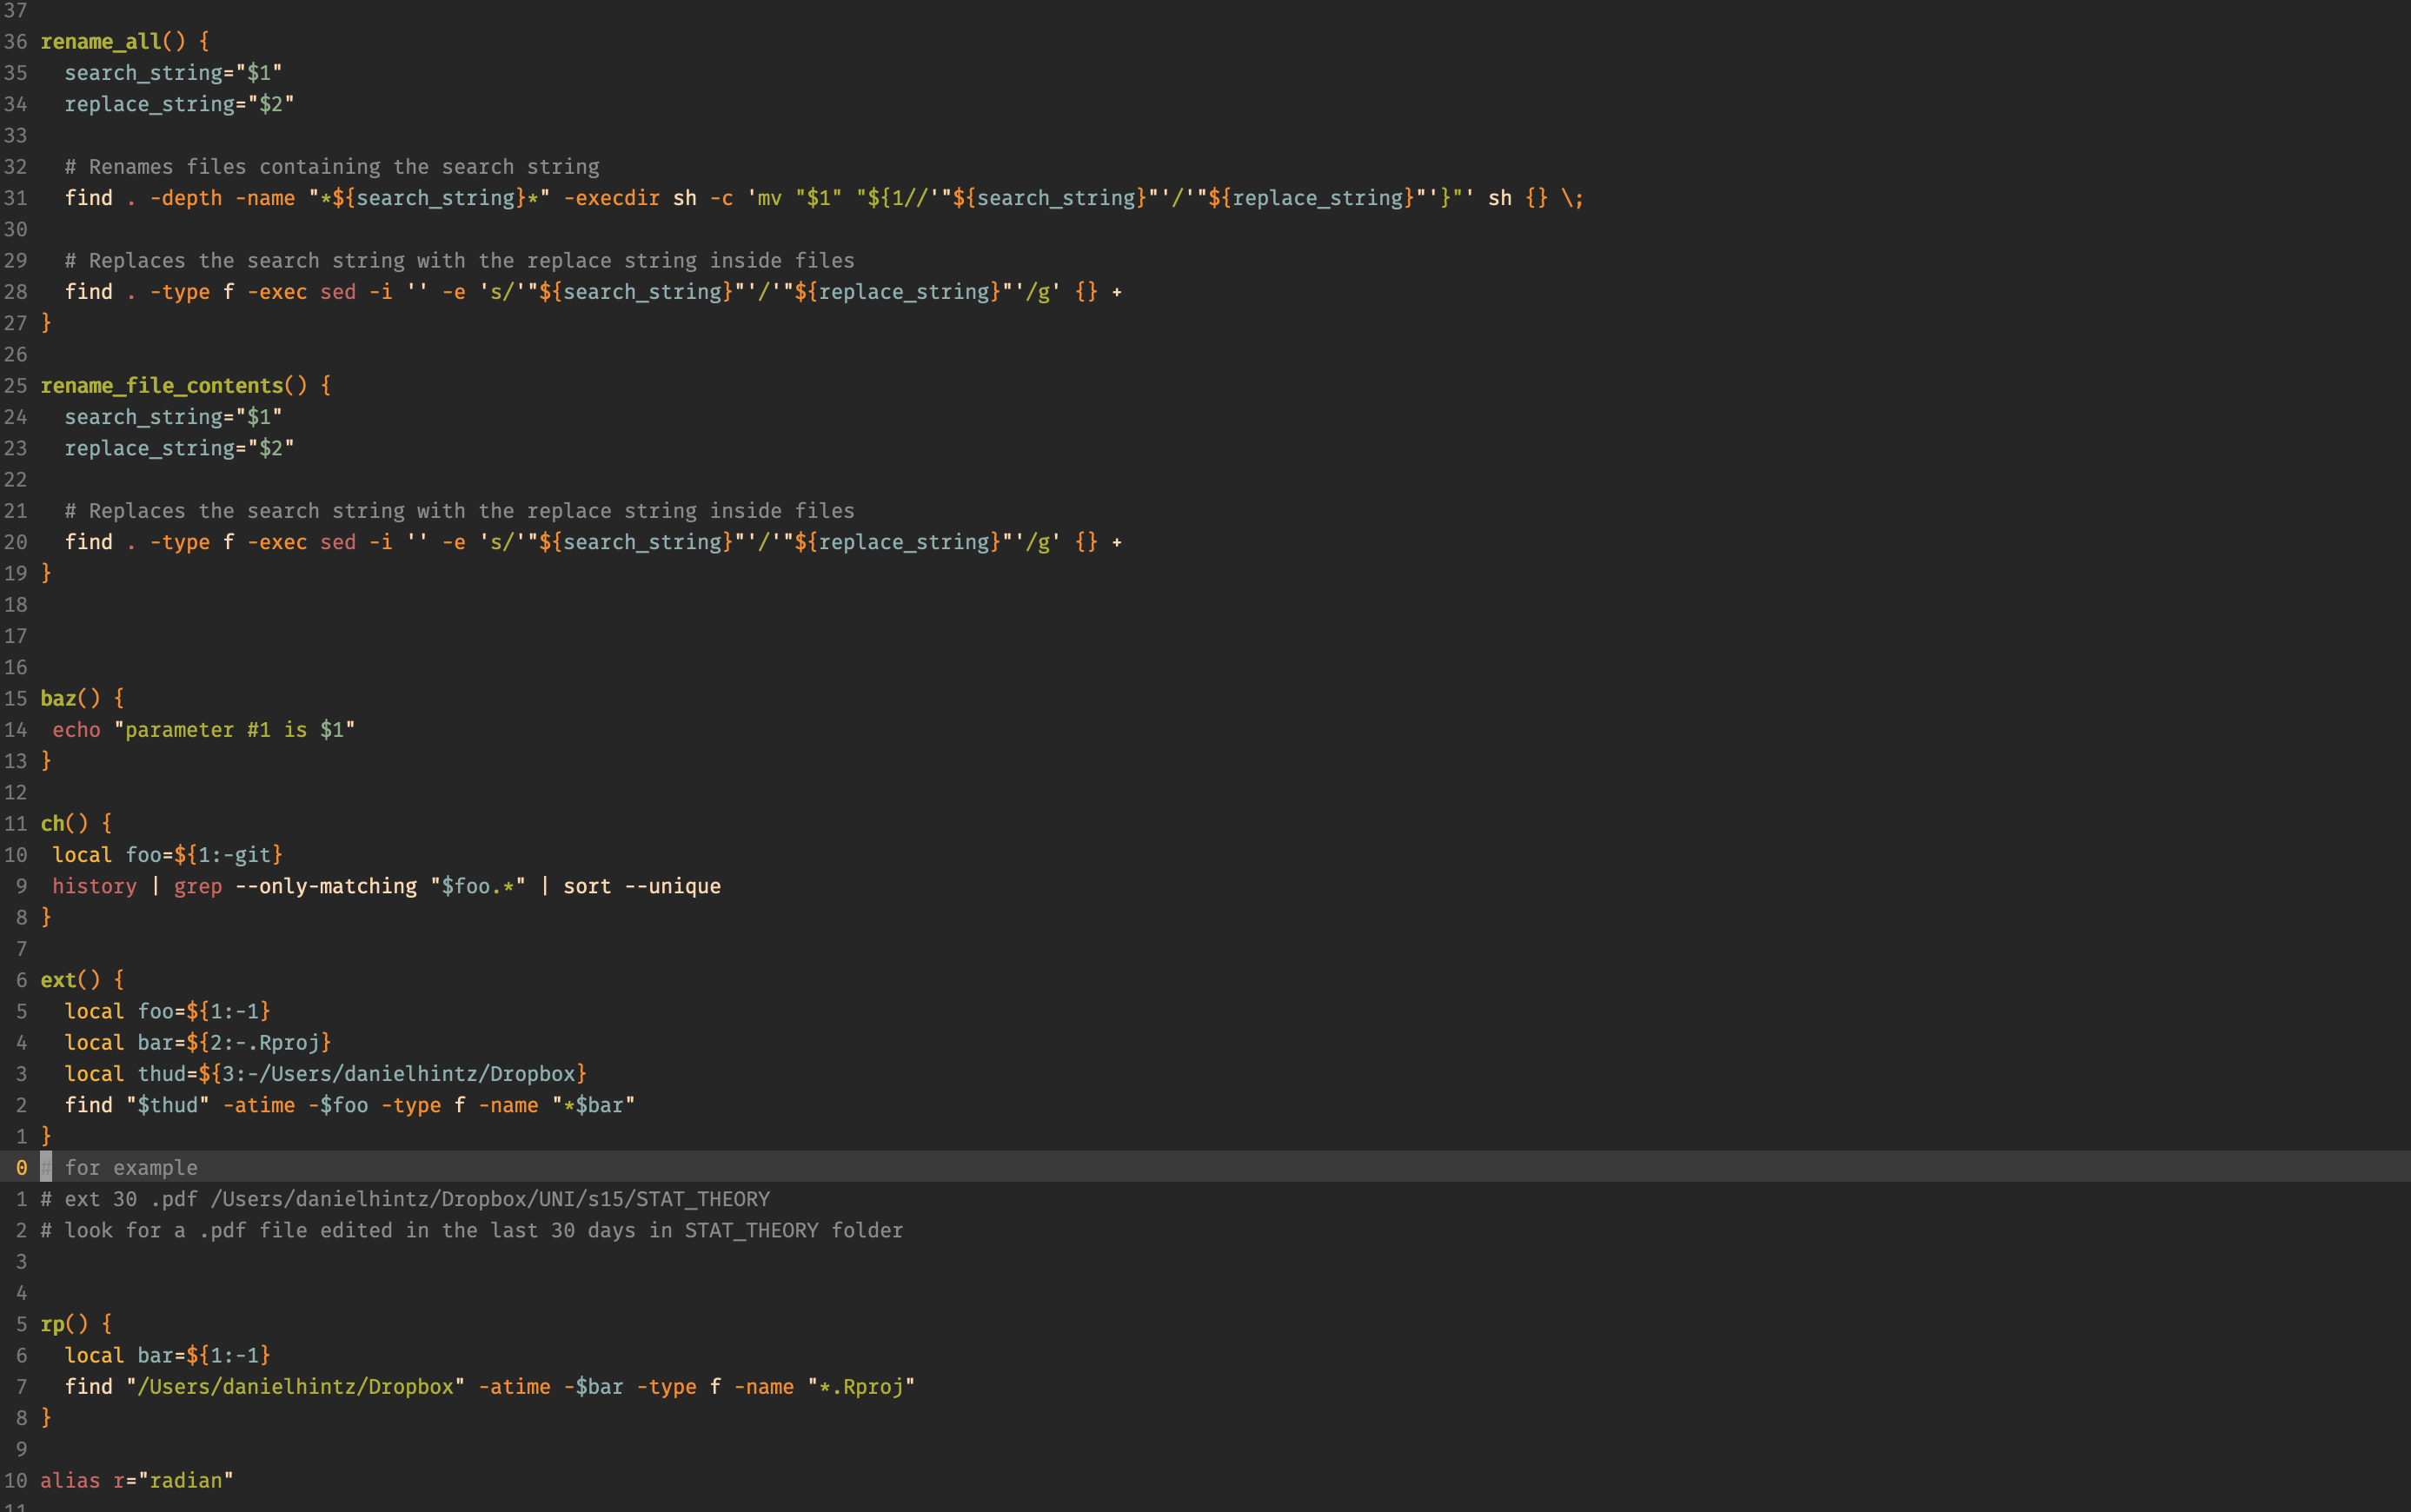 37
36 rename_all() {
35   search_string="$1"
34   replace_string="$2"
33
32   # Renames files containing the search string
31   find . -depth -name "*${search_string}*" -execdir sh -c 'mv "$1" "${1//'"${search_string}"'/'"${replace_string}"'}"' sh {} \;
30
29   # Replaces the search string with the replace string inside files
28   find . -type f -exec sed -i '' -e 's/'"${search_string}"'/'"${replace_string}"'/g' {} +
27 }
26
25 rename_file_contents() {
24   search_string="$1"
23   replace_string="$2"
22
21   # Replaces the search string with the replace string inside files
20   find . -type f -exec sed -i '' -e 's/'"${search_string}"'/'"${replace_string}"'/g' {} +
19 }
18
17
16
15 baz() {
14  echo "parameter #1 is $1"
13 }
12
11 ch() {
10  local foo=${1:-git}
 9  history | grep --only-matching "$foo.*" | sort --unique
 8 }
 7
 6 ext() {
 5   local foo=${1:-1}
 4   local bar=${2:-.Rproj}
 3   local thud=${3:-/Users/danielhintz/Dropbox}
 2   find "$thud" -atime -$foo -type f -name "*$bar"
 1 }
 0 # for example
 1 # ext 30 .pdf /Users/danielhintz/Dropbox/UNI/s15/STAT_THEORY
 2 # look for a .pdf file edited in the last 30 days in STAT_THEORY folder
 3
 4
 5 rp() {
 6   local bar=${1:-1}
 7   find "/Users/danielhintz/Dropbox" -atime -$bar -type f -name "*.Rproj"
 8 }
 9
10 alias r="radian"
11